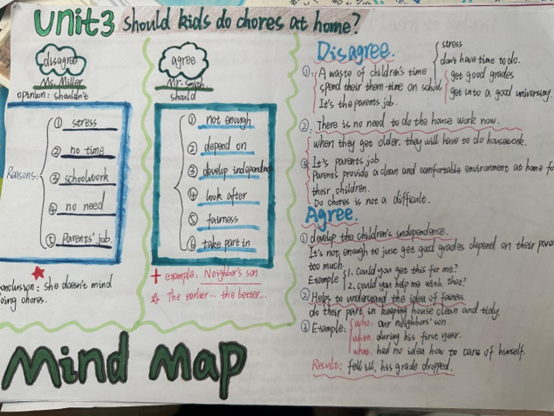 Unit3 should kids do chores at home?
disagree
Ms. Miller
opinion: shouldn't
Reasons:
① stress
② no time
③ schoolwork
④ no need
⑤ Parents' job
conclusion: she doesn't mind
doing chores.
agree
Mr. Smith
should
① not enough
② depend on
③ develop independence
④ look after
⑤ fairness
⑥ take part in
+ example: Neighbor's son
The earlier... the better...
Mind Map
Disagree.
① A waste of children's time
stress
don't have time to do.
spend their them time on school
get good grades
get into a good university
It's the parents job.
② There is no need to do the house work now.
when they get older. they will have to do housework.
③ It's parents job
Parents provide a clean and comfortable environment at home for
their children.
Do chores is not a difficult.
Agree.
① develop the children's independence.
It's not enough to just get good grades depend on their parents
too much
Example
1. could you get this for me?
2. could you help me with that?
② Helps to understand the idea of fairness
do their parts in keeping house clean and tidy
Example:
who: our neighbors' son
when: during his first year.
what: had no idea how to care of himself.
Result: fell ill, his grade dropped.